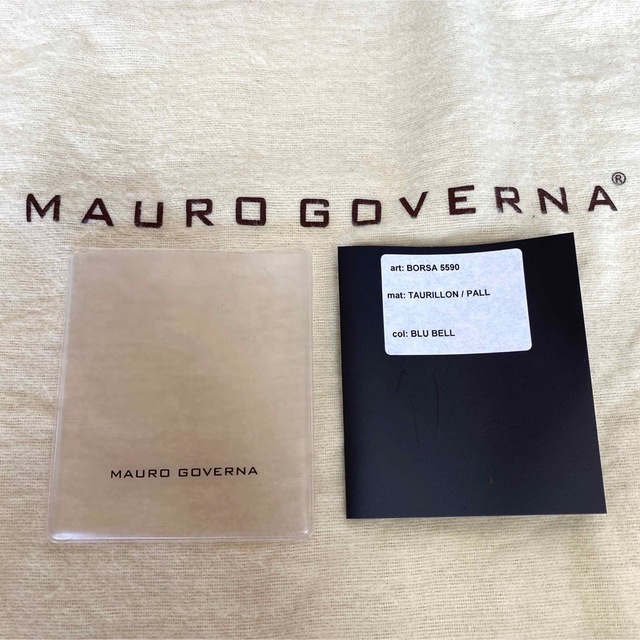 MAURO GOVERNA®
MAURO GOVERNA
art: BORSA 5590
mat: TAURILLON / PALL
col: BLU BELL